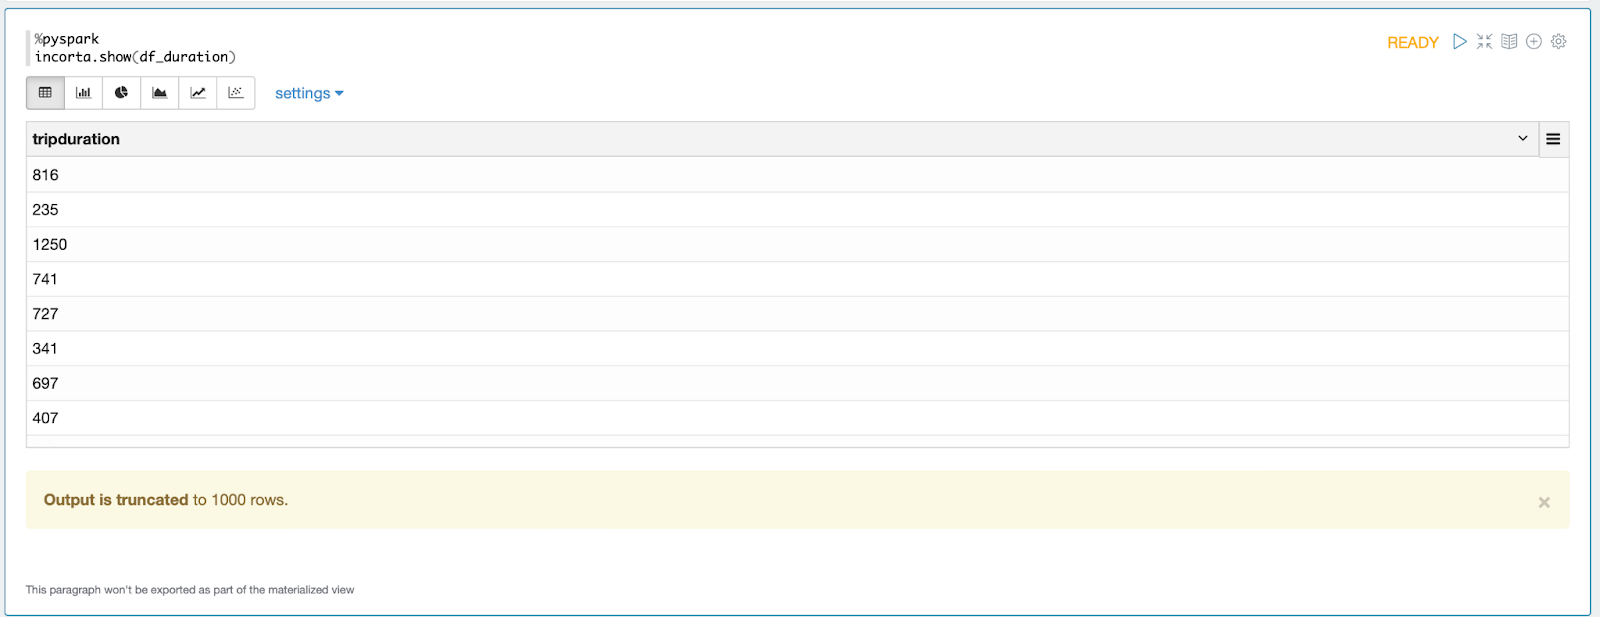 %pyspark
incorta.show(df_duration)
READY
settings
tripduration
816
235
1250
741
727
341
697
407
Output is truncated to 1000 rows.
×
This paragraph won't be exported as part of the materialized view